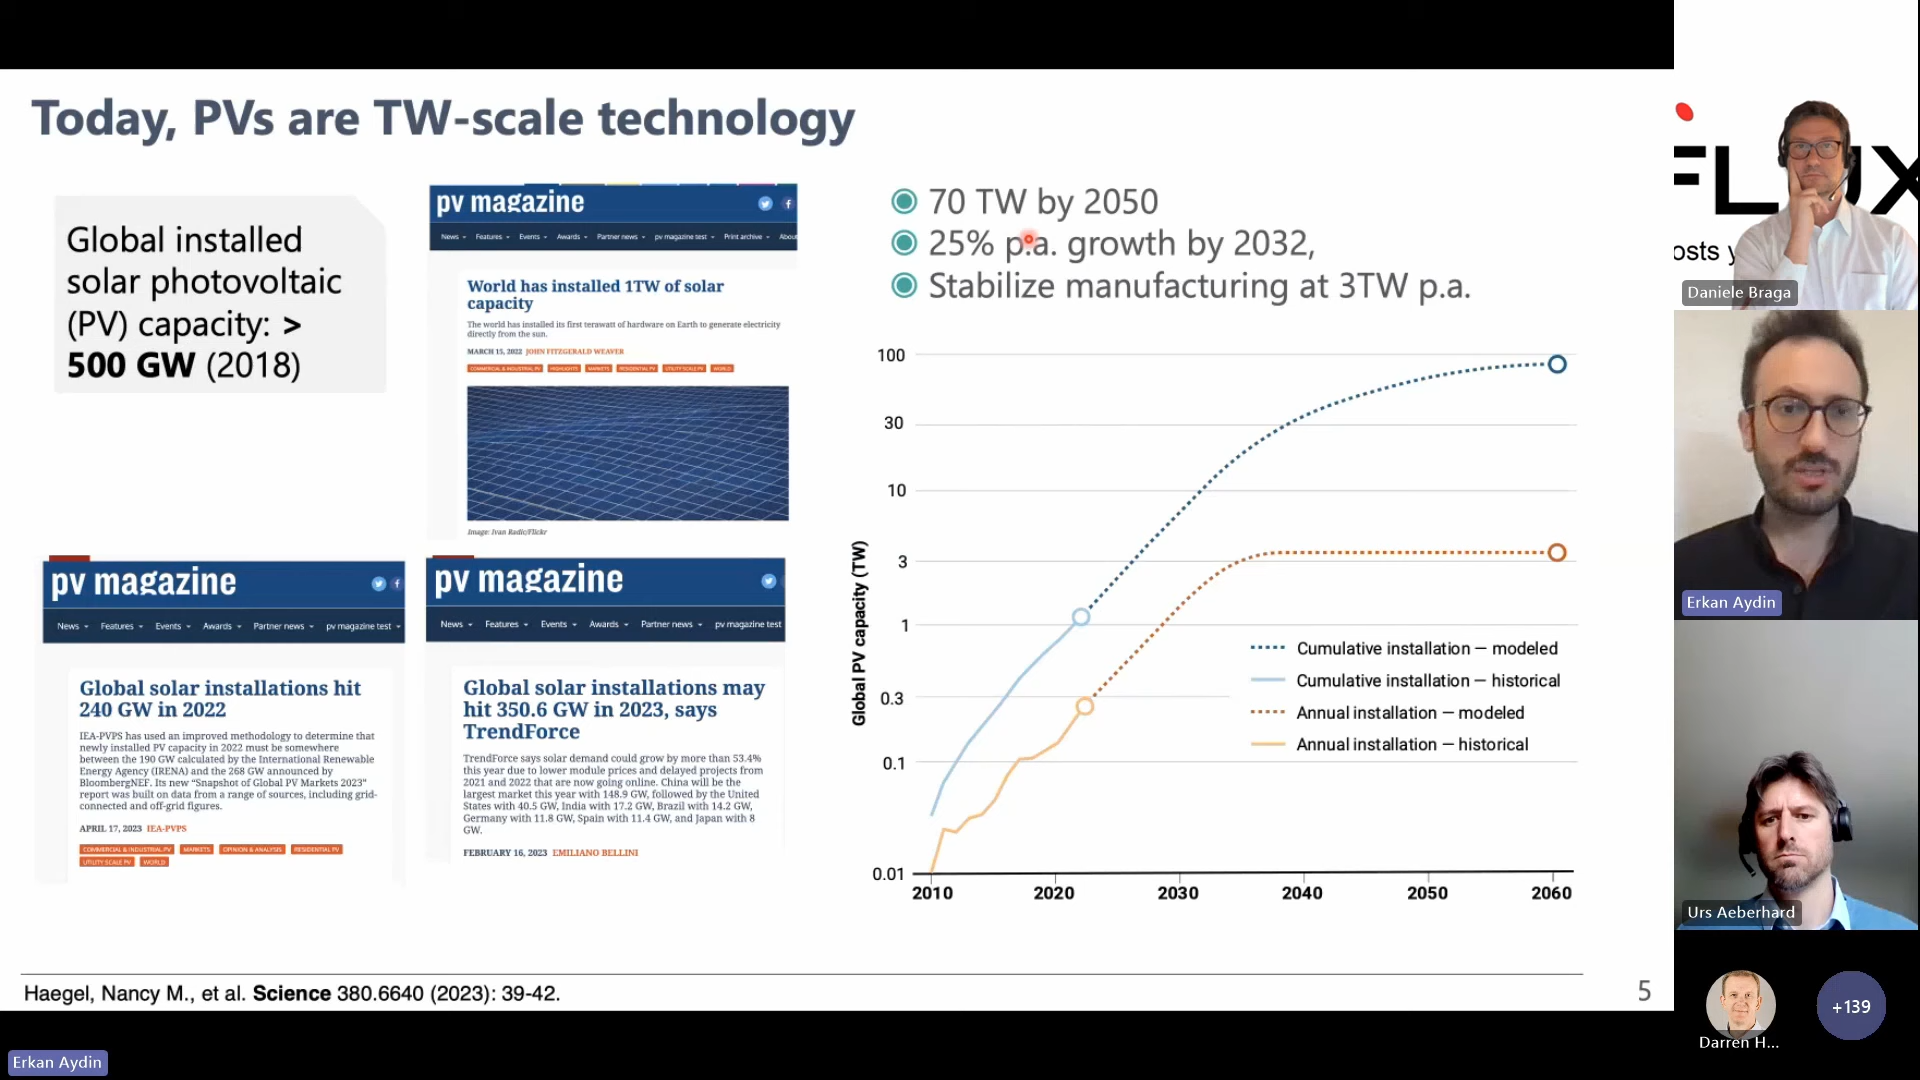 Today, PVs are TW-scale technology
Global installed
solar photovoltaic
(PV) capacity: >
500 GW (2018)
pv magazine
News Features Events Awards Partner news pv magazine test Print archive About
World has installed 1TW of solar
capacity
The world has installed its first terawatt of hardware on Earth to generate electricity
directly from the sun.
MARCH 15, 2022 JOHN FITZGERALD WEAVER
COMMERCIAL & INDUSTRIAL PV HIGHLIGHTS MARKETS RESIDENTIAL PV UTILITY SCALE PV WORLD
Image: Ivan Radic/Flickr
pv magazine
News Features Events Awards Partner news pv magazine test
Global solar installations hit
240 GW in 2022
IEA-PVPS has used an improved methodology to determine that
newly installed PV capacity in 2022 must be somewhere
between the 190 GW calculated by the International Renewable
Energy Agency (IRENA) and the 268 GW announced by
BloombergNEF. Its new “Snapshot of Global PV Markets 2023”
report was built on data from a range of sources, including grid-
connected and off-grid figures.
APRIL 17, 2023 IEA-PVPS
COMMERCIAL & INDUSTRIAL PV MARKETS OPINION & ANALYSIS RESIDENTIAL PV
UTILITY SCALE PV WORLD
pv magazine
News Features Events Awards Partner news pv magazine test
Global solar installations may
hit 350.6 GW in 2023, says
TrendForce
TrendForce says solar demand could grow by more than 53.4%
this year due to lower module prices and delayed projects from
2021 and 2022 that are now going online. China will be the
largest market this year with 148.9 GW, followed by the United
States with 40.5 GW, India with 17.2 GW, Brazil with 14.2 GW,
Germany with 11.8 GW, Spain with 11.4 GW, and Japan with 8
GW.
FEBRUARY 16, 2023 EMILIANO BELLINI
70 TW by 2050
25% p.a. growth by 2032,
Stabilize manufacturing at 3TW p.a.
Global PV capacity (TW)
100
30
10
3
1
0.3
0.1
0.01
2010 2020 2030 2040 2050 2060
Cumulative installation — modeled
Cumulative installation — historical
Annual installation — modeled
Annual installation — historical
Haegel, Nancy M., et al. Science 380.6640 (2023): 39-42.
5
FLUX
osts y
Daniele Braga
Erkan Aydin
Urs Aeberhard
Darren H...
+139
Erkan Aydin